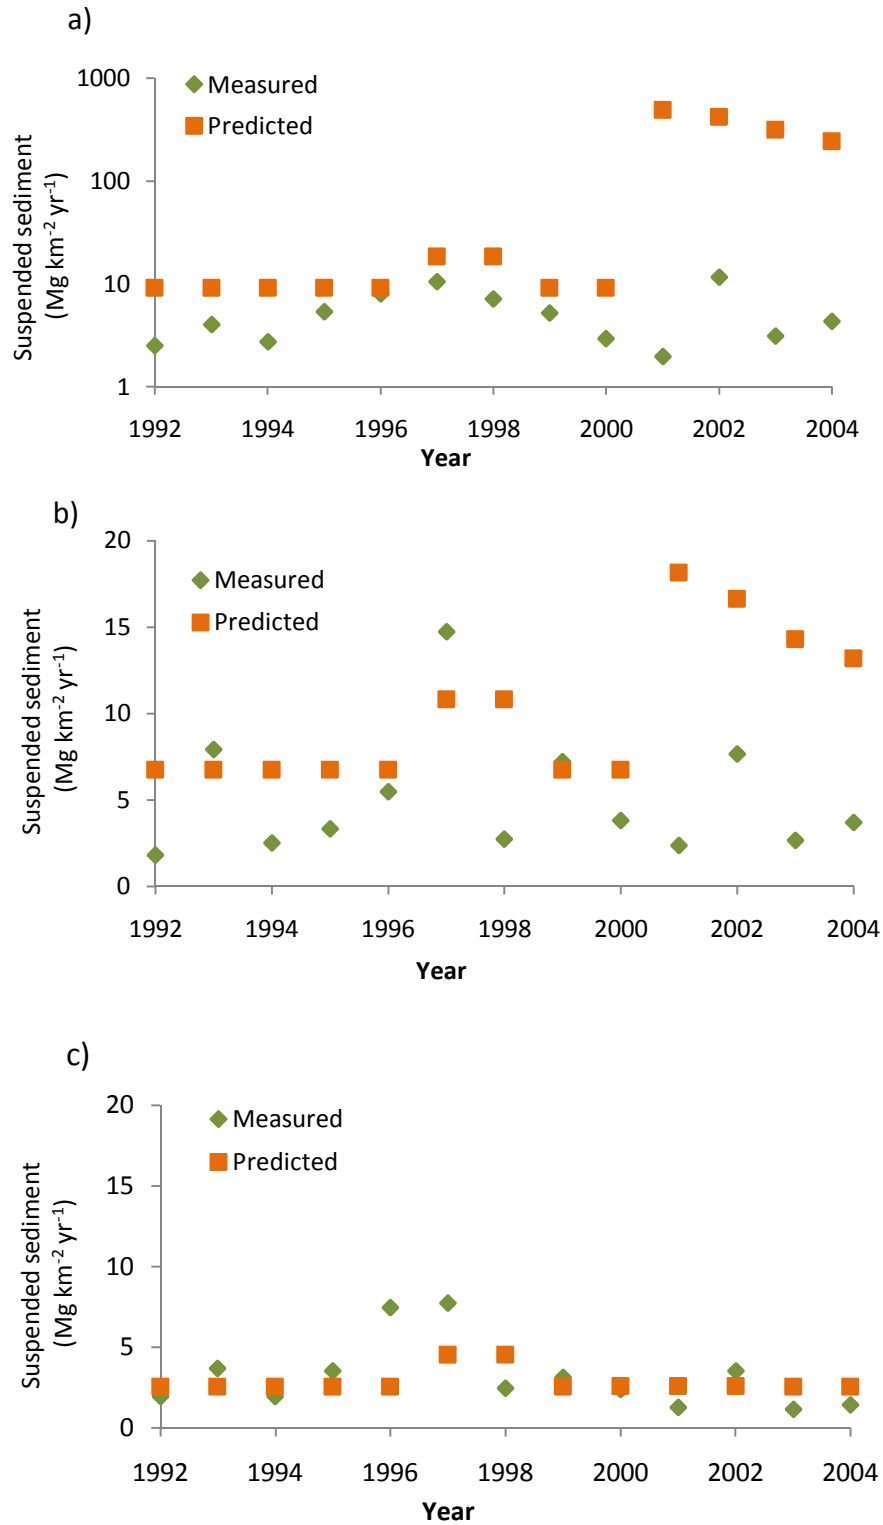 a)
1000
100
10
1
Measured
Predicted
Suspended sediment
(Mg km⁻² yr⁻¹)
1992 1994 1996 1998 2000 2002 2004
Year
b)
20
15
10
5
0
Measured
Predicted
Suspended sediment
(Mg km⁻² yr⁻¹)
1992 1994 1996 1998 2000 2002 2004
Year
c)
20
15
10
5
0
Measured
Predicted
Suspended sediment
(Mg km⁻² yr⁻¹)
1992 1994 1996 1998 2000 2002 2004
Year